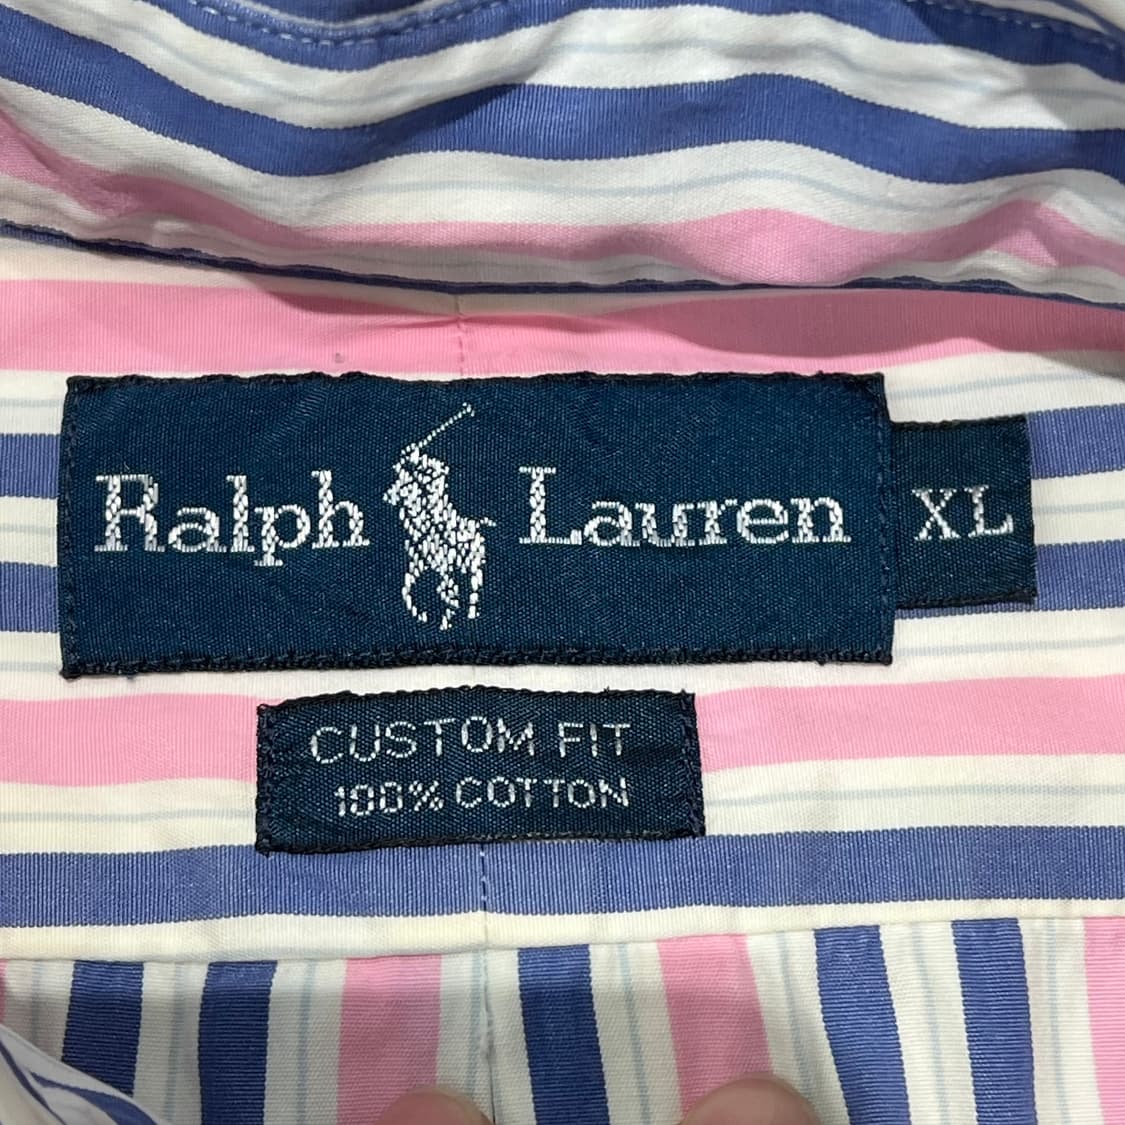 Ralph Lauren XL
CUSTOM FIT
100% COTTON